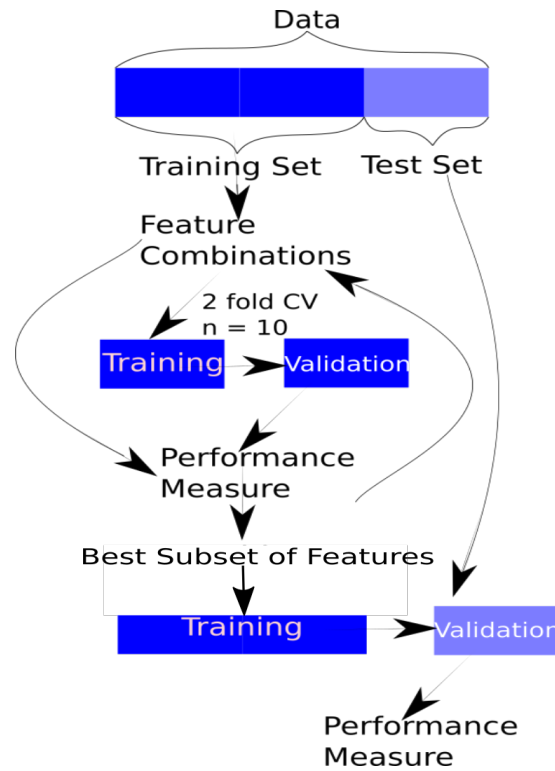 Data
Training Set
Test Set
Feature
Combinations
2 fold CV
n = 10
Training
Validation
Performance
Measure
Best Subset of Features
Training
Validation
Performance
Measure